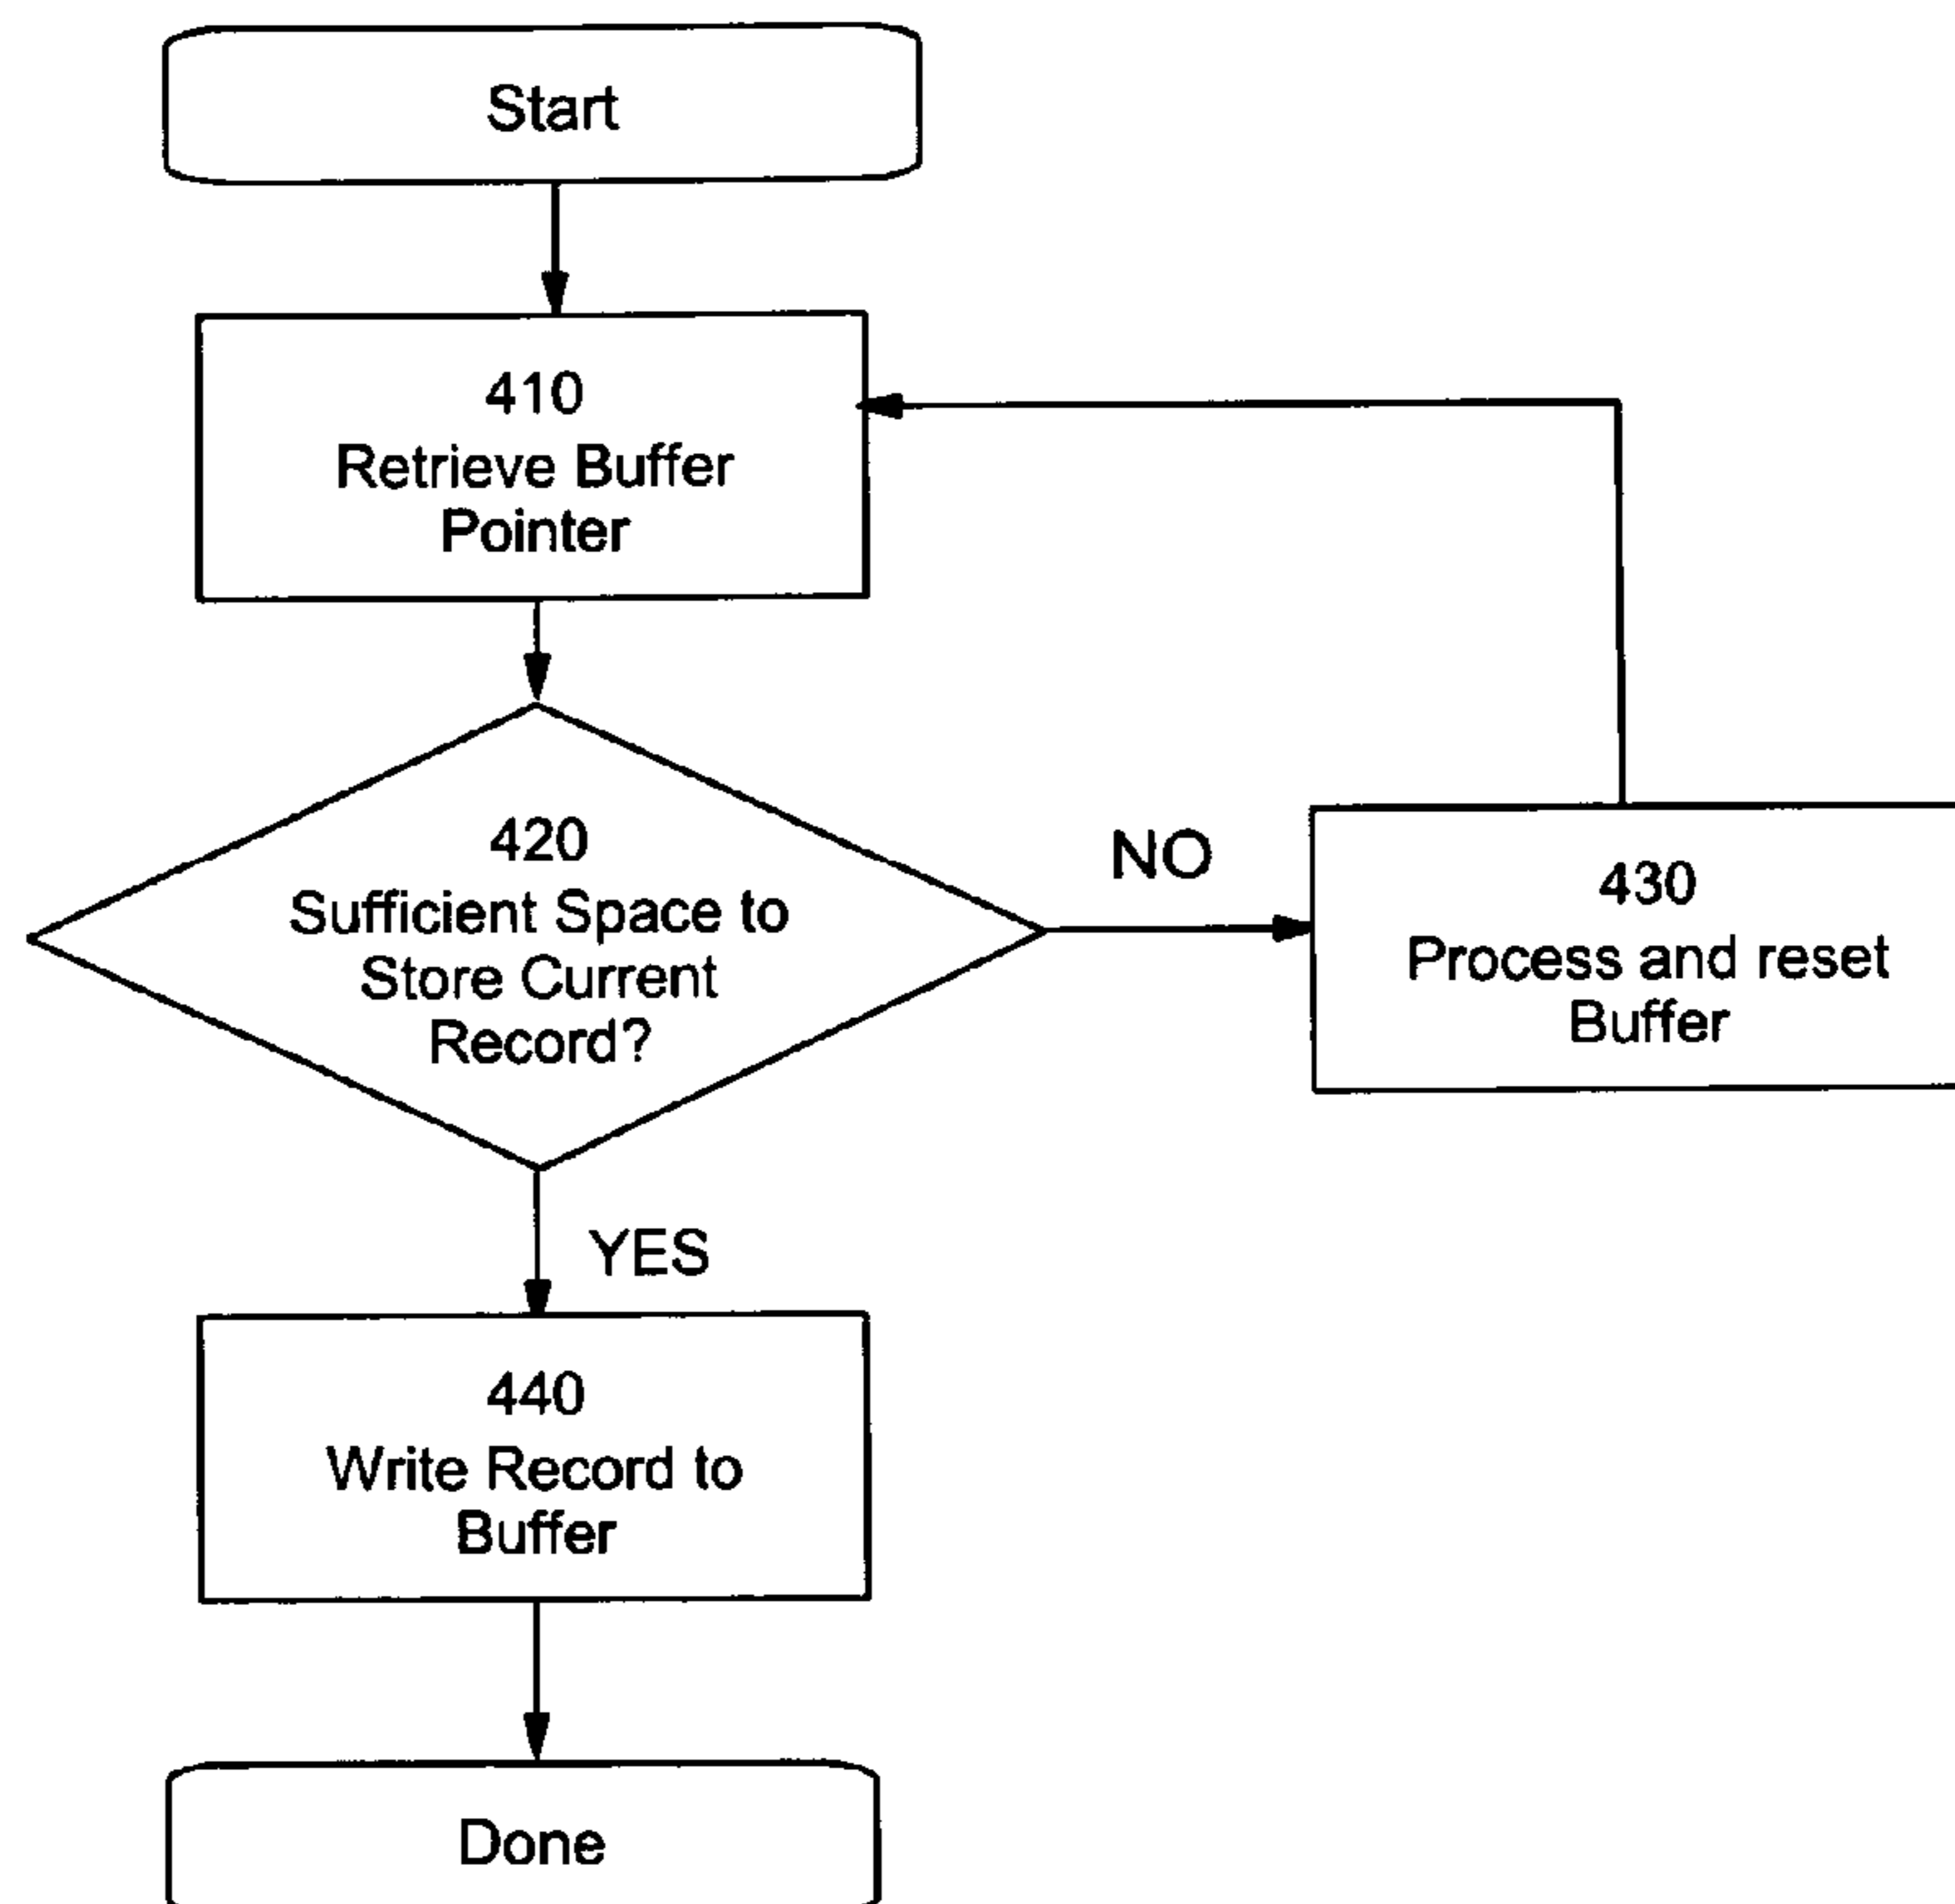 Start
410
Retrieve Buffer
Pointer
420
Sufficient Space to
Store Current
Record?
NO
430
Process and reset
Buffer
YES
440
Write Record to
Buffer
Done